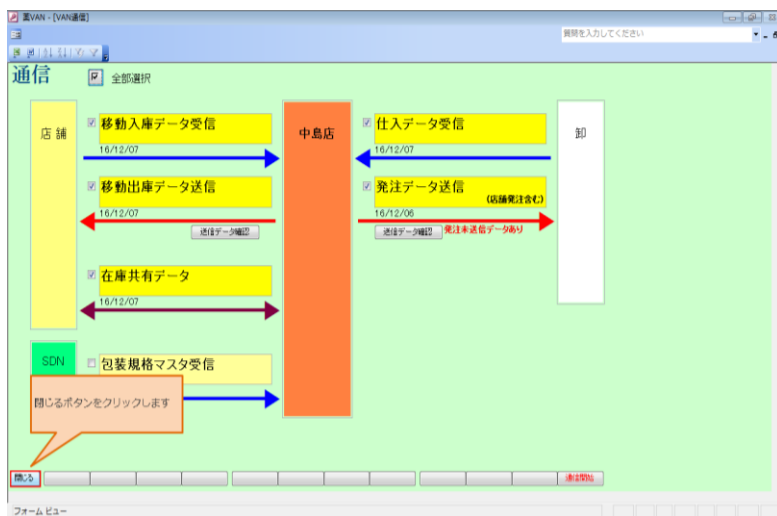 薬VAN - [VAN通信]
質問を入力してください
通信
全部選択
店舗
移動入庫データ受信
16/12/07
中島店
仕入データ受信
16/12/07
卸
移動出庫データ送信
16/12/07
送信データ確認
発注データ送信
(店舗発注含む)
16/12/06
送信データ確認
発注未送信データあり
在庫共有データ
16/12/07
SDN
包装規格マスタ受信
閉じるボタンをクリックします
閉じる
通信開始
フォーム ビュー